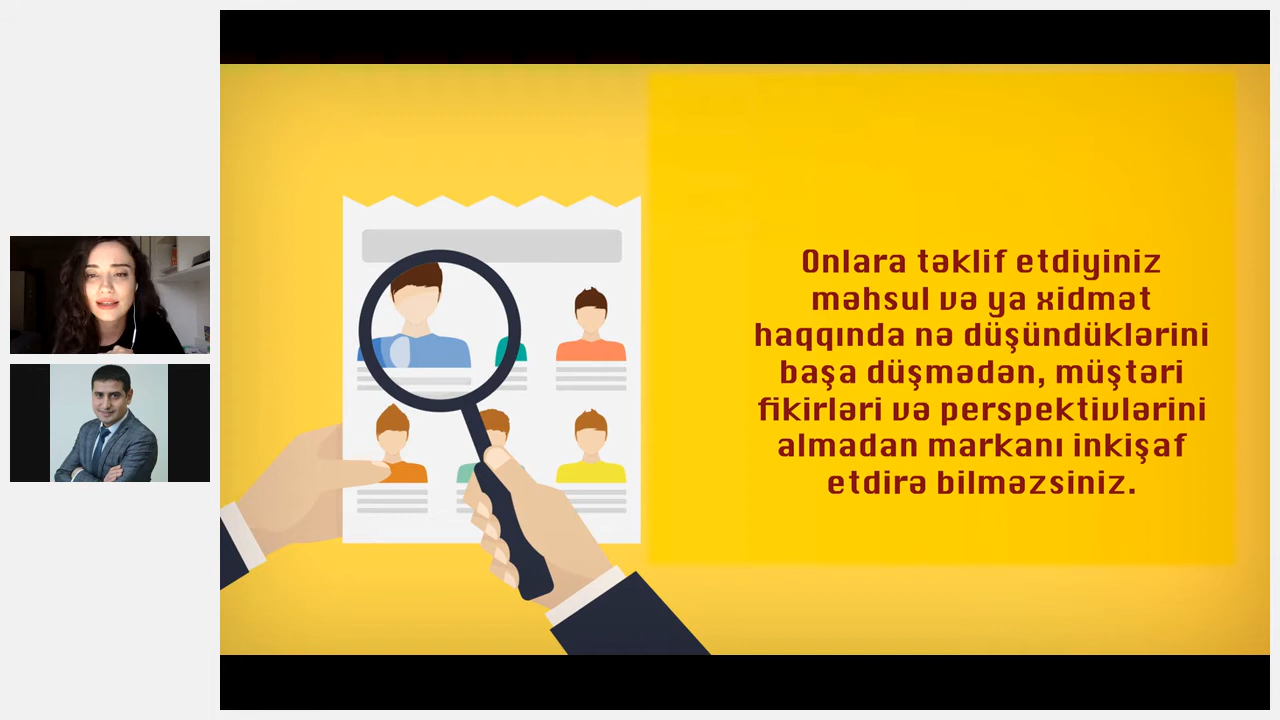 Onlara təklif etdiyiniz
məhsul və ya xidmət
haqqında nə düşündüklərini
başa düşmədən, müştəri
fikirləri və perspektivlərini
almadan markanı inkişaf
etdirə bilməzsiniz.